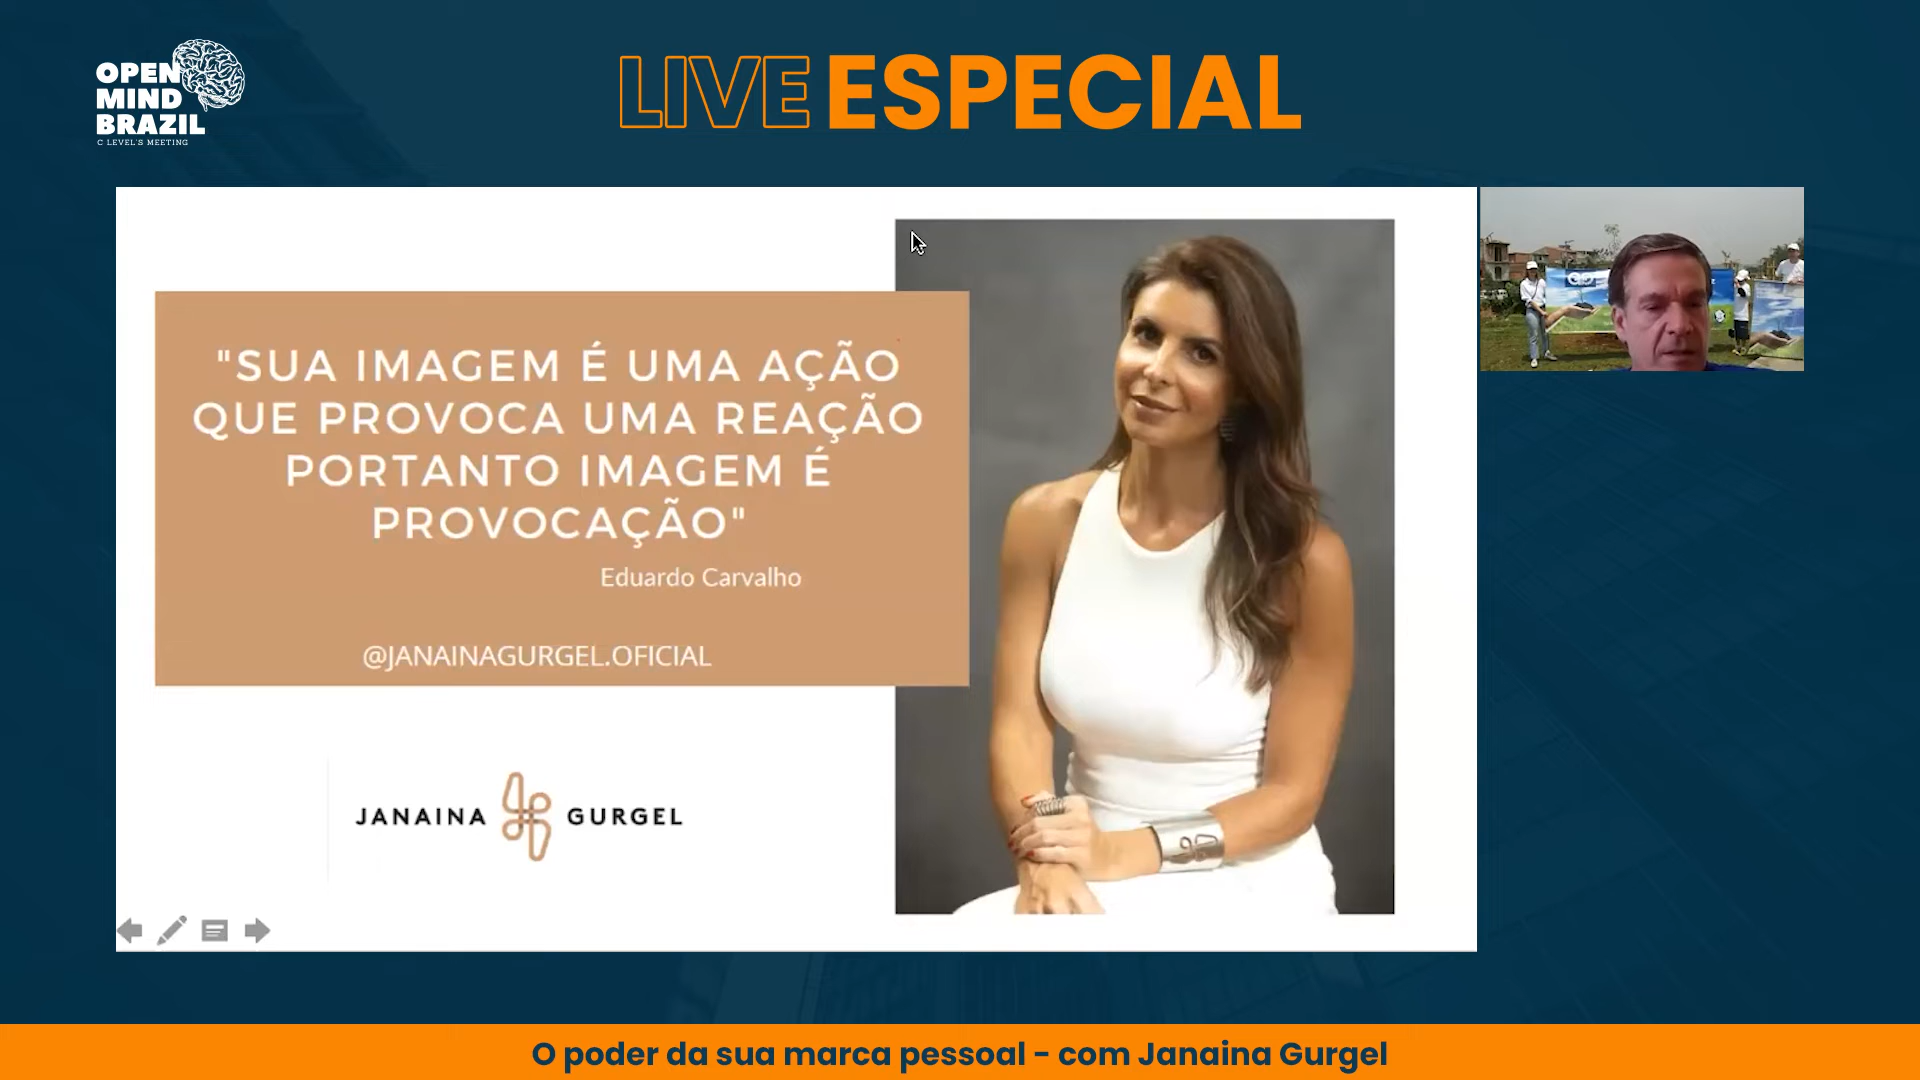 OPEN
MIND
BRAZIL
C LEVEL'S MEETING
LIVE ESPECIAL
"SUA IMAGEM É UMA AÇÃO
QUE PROVOCA UMA REAÇÃO
PORTANTO IMAGEM É
PROVOCAÇÃO"
Eduardo Carvalho
@JANAINAGURGEL.OFICIAL
JANAINA GURGEL
O poder da sua marca pessoal - com Janaina Gurgel